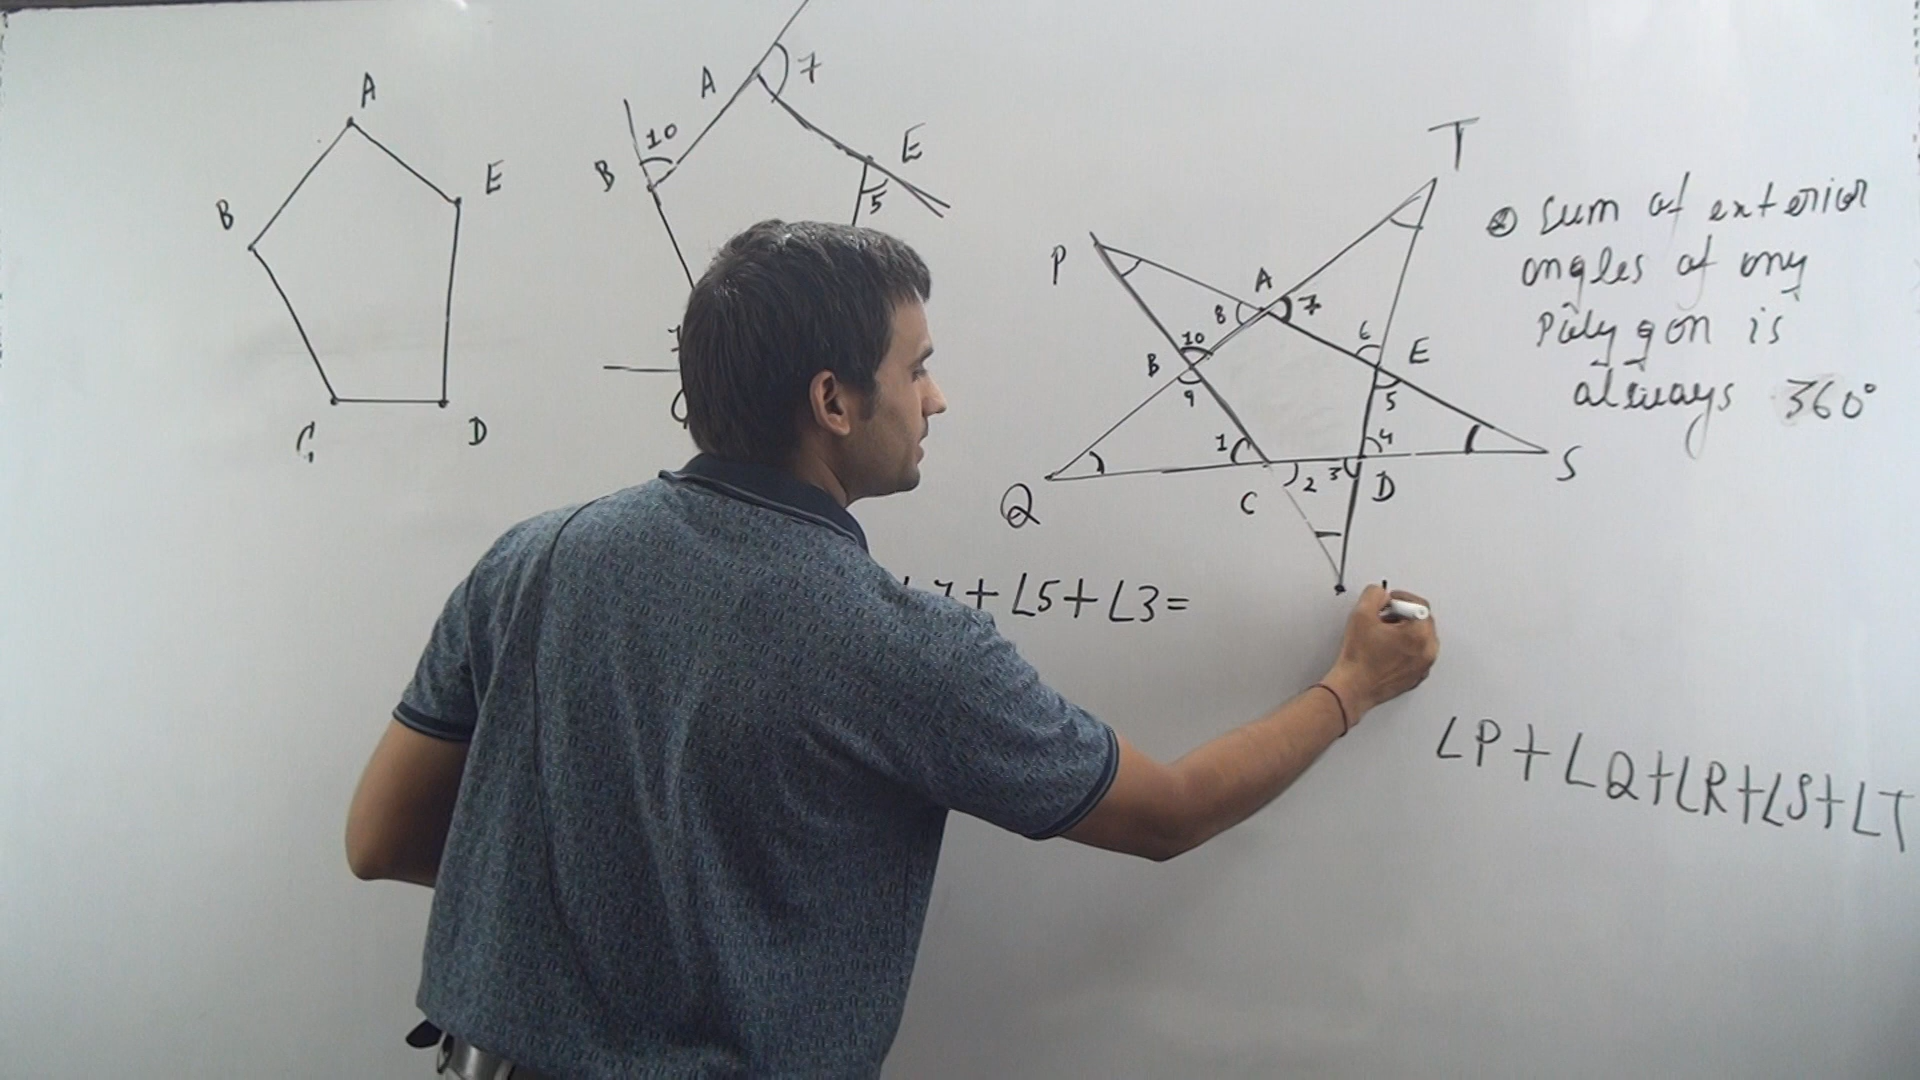 A
B
E
C
D
A
7
10
B
E
5
T
P
A
8
7
10
6
E
B
9
5
1
4
Q
C
2
3
D
S
② Sum of exterior
angles of any
Polygon is
always 360°
+ ∠5 + ∠3 =
∠P + ∠Q + ∠R + ∠S + ∠T